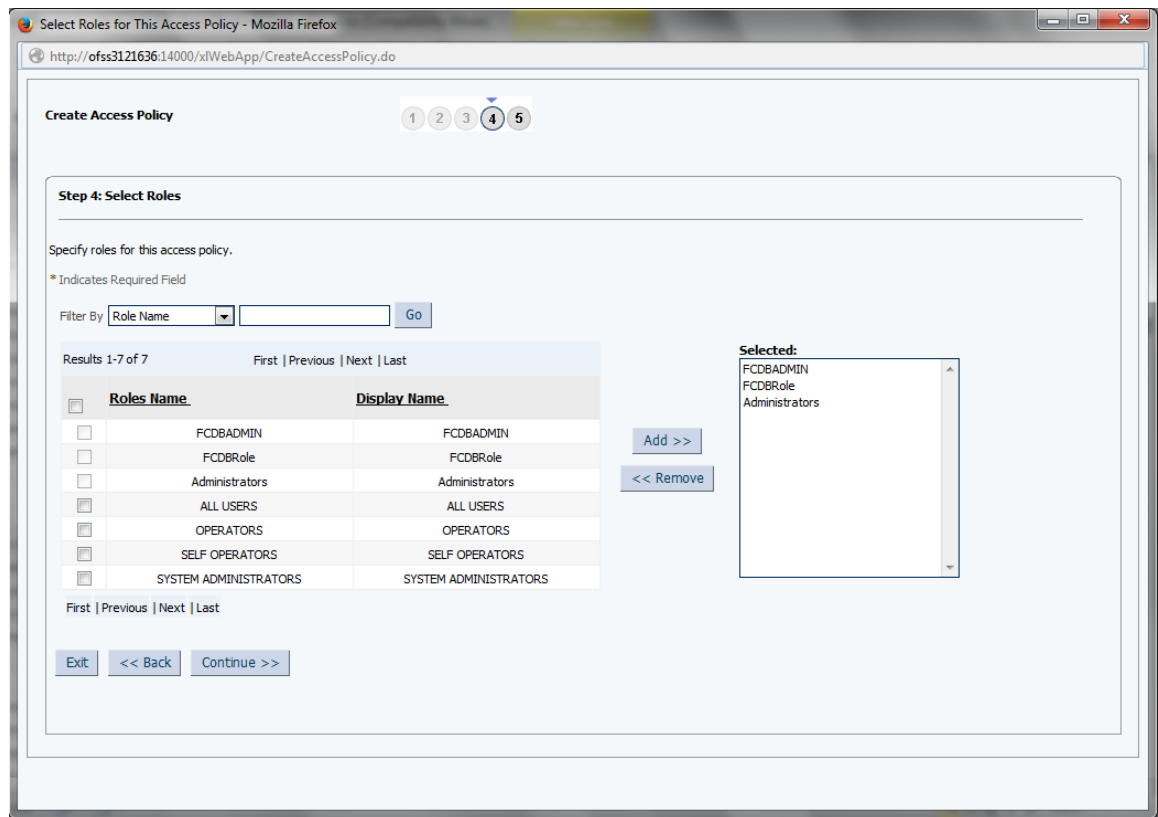 Select Roles for This Access Policy - Mozilla Firefox
http://ofss3121636:14000/xlWebApp/CreateAccessPolicy.do
Create Access Policy
1 2 3 4 5
Step 4: Select Roles
Specify roles for this access policy.
* Indicates Required Field
Filter By Role Name Go
Results 1-7 of 7 First | Previous | Next | Last
Roles Name Display Name
FCDBADMIN FCDBADMIN
FCDBRole FCDBRole
Administrators Administrators
ALL USERS ALL USERS
OPERATORS OPERATORS
SELF OPERATORS SELF OPERATORS
SYSTEM ADMINISTRATORS SYSTEM ADMINISTRATORS
First | Previous | Next | Last
Add >>
<< Remove
Selected:
FCDBADMIN
FCDBRole
Administrators
Exit << Back Continue >>